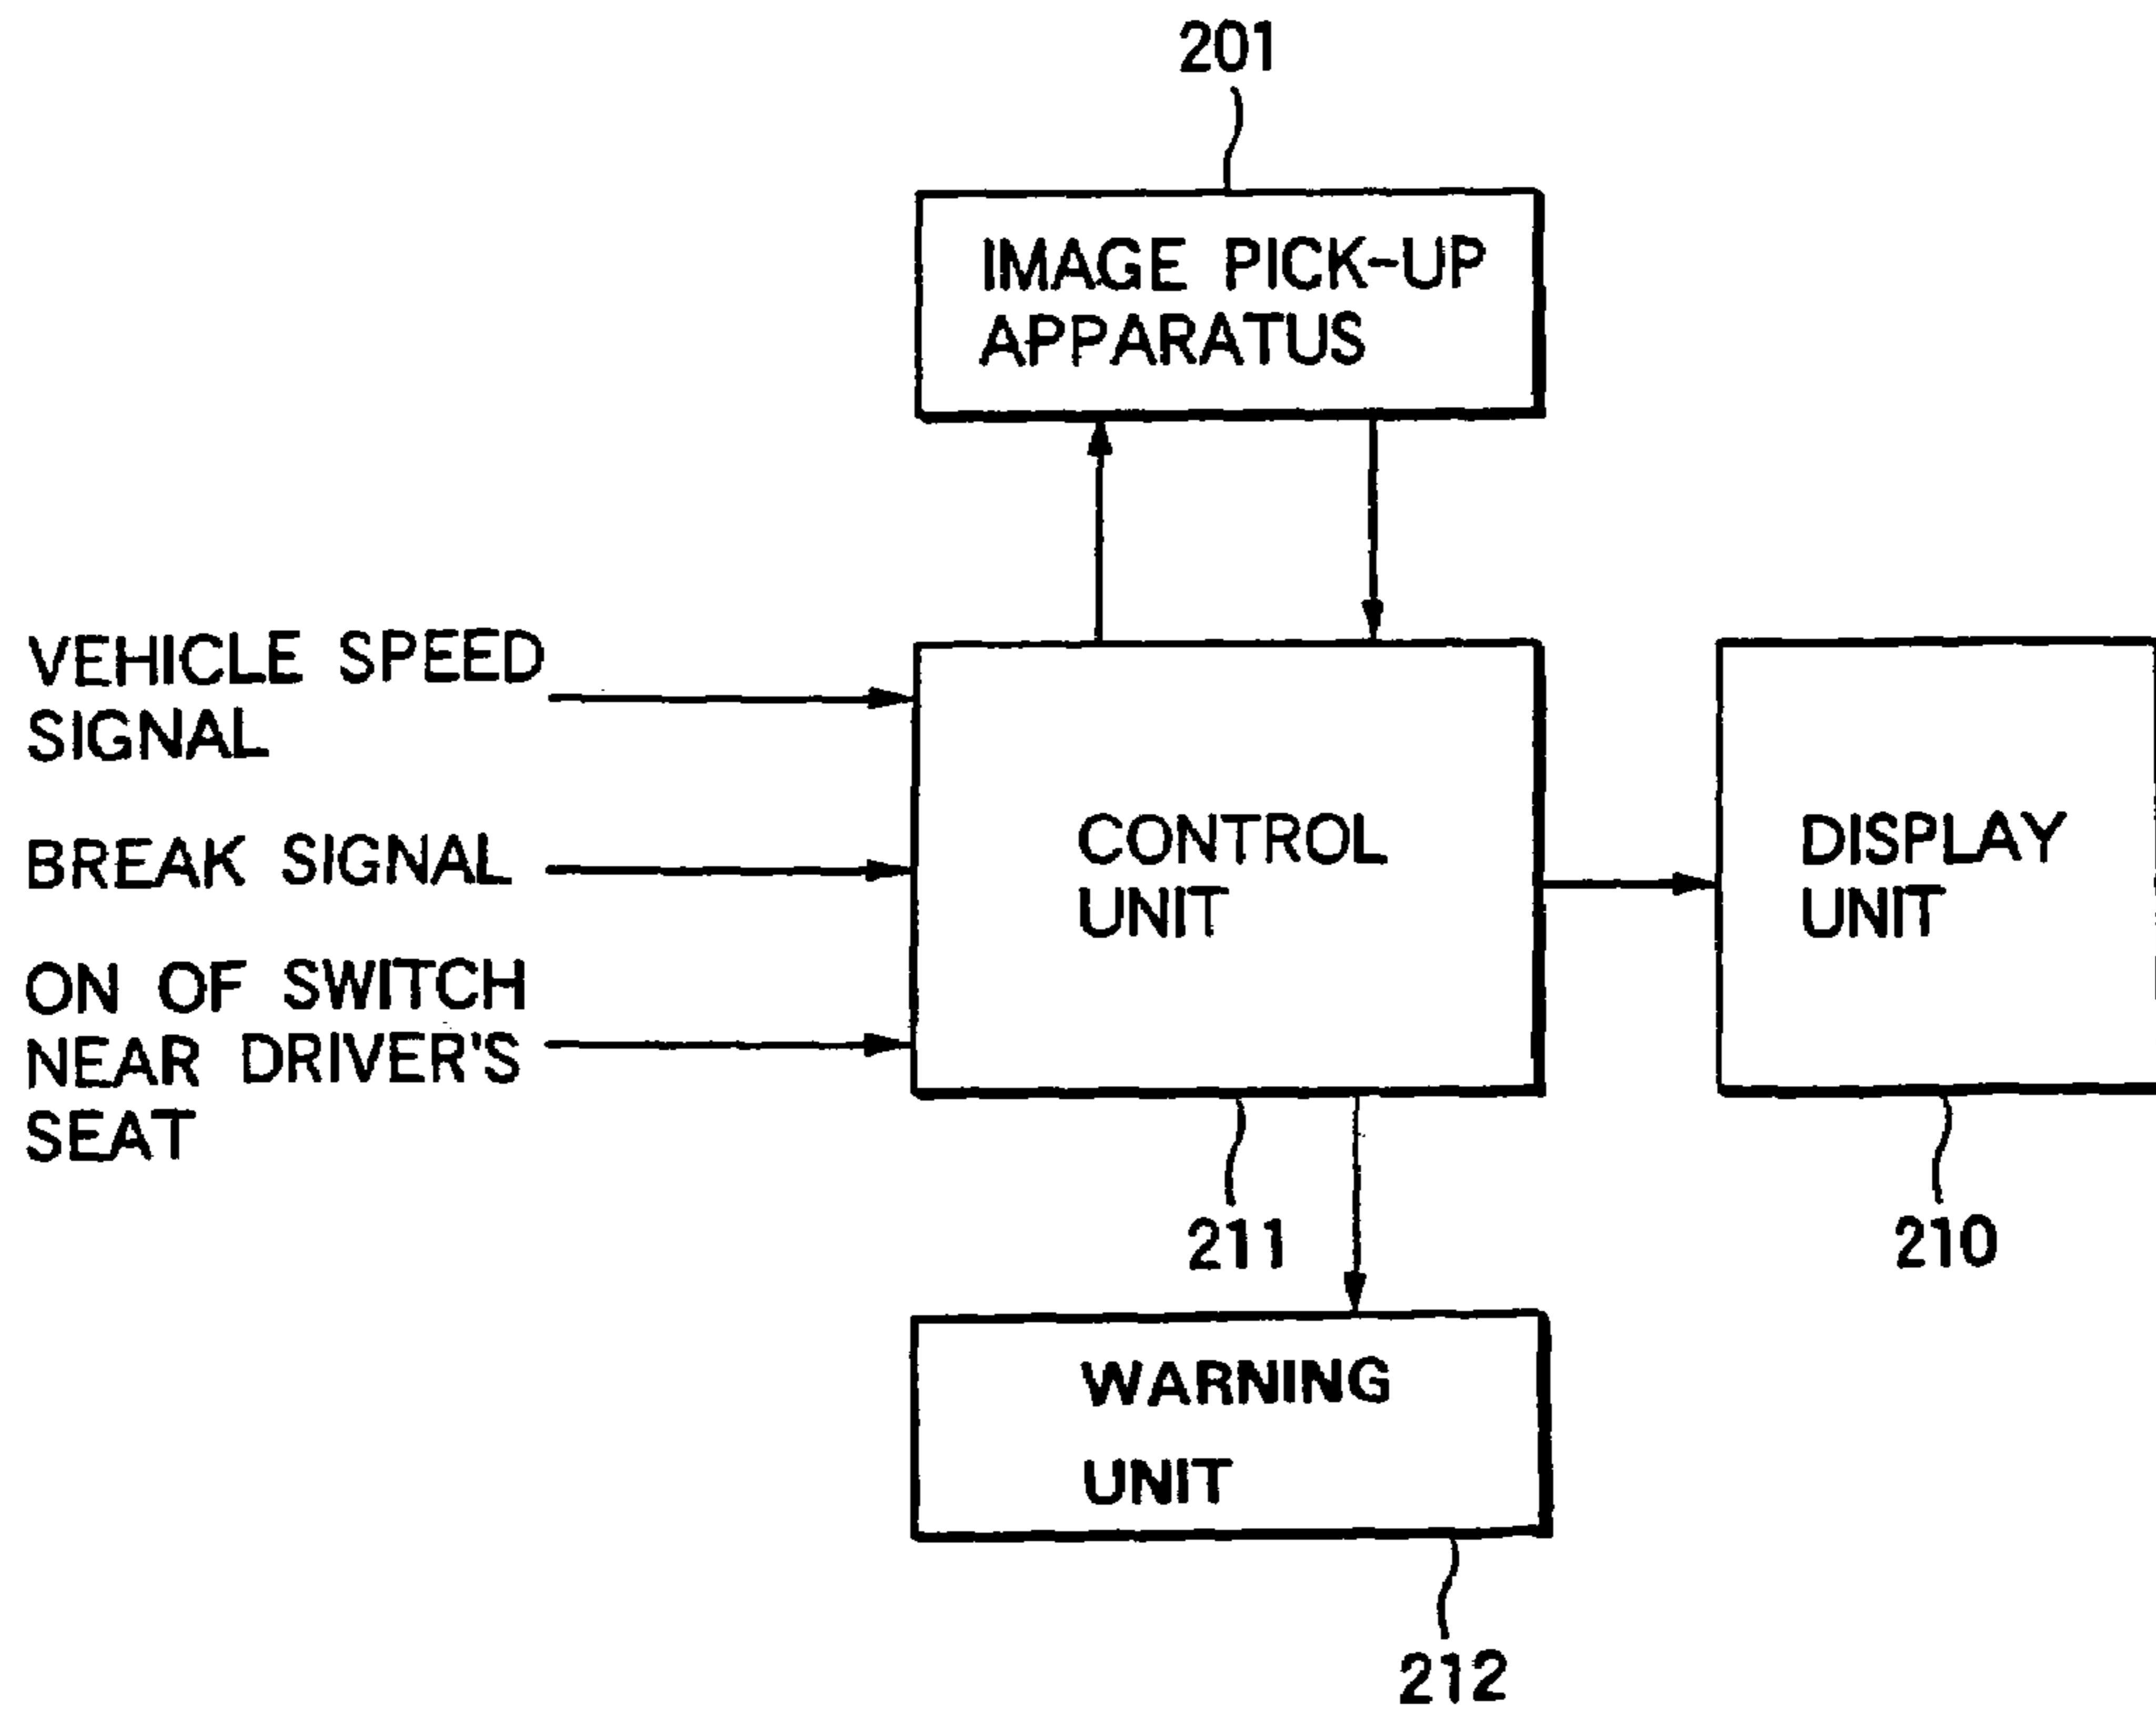 201
IMAGE PICK-UP
APPARATUS
VEHICLE SPEED
SIGNAL
BREAK SIGNAL
ON OF SWITCH
NEAR DRIVER'S
SEAT
CONTROL
UNIT
DISPLAY
UNIT
211
210
WARNING
UNIT
212